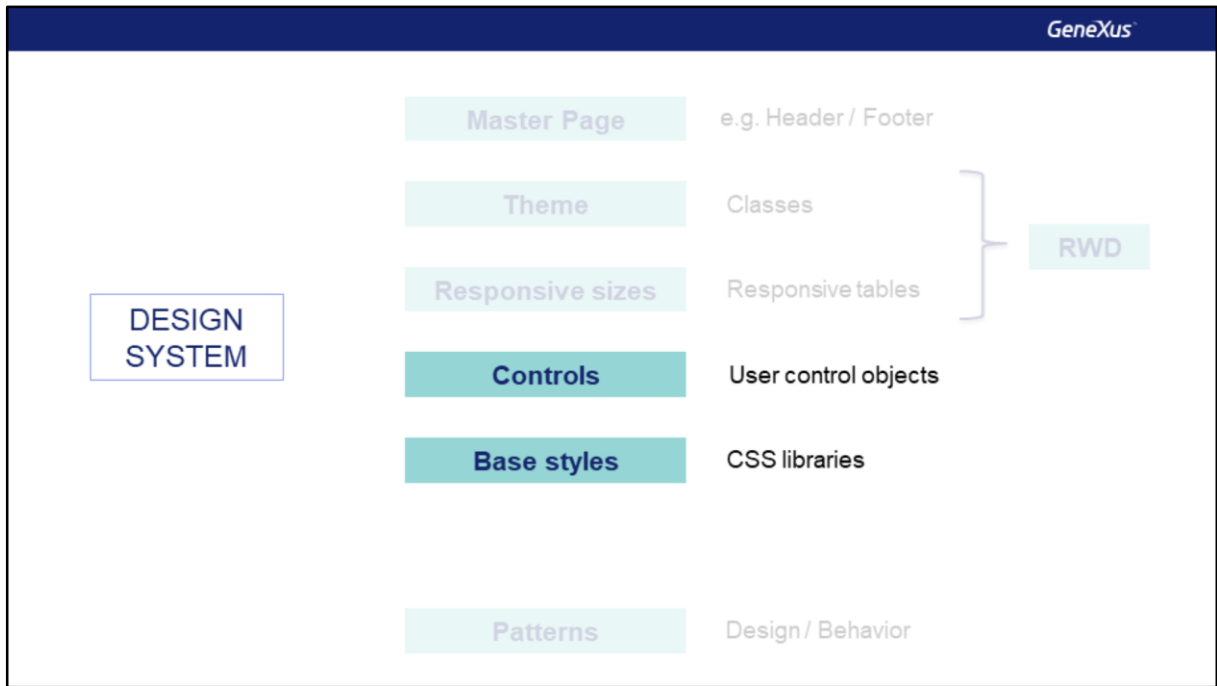 GeneXus
Master Page
e.g. Header / Footer
Theme
Classes
RWD
Responsive sizes
Responsive tables
DESIGN
SYSTEM
Controls
User control objects
Base styles
CSS libraries
Patterns
Design / Behavior